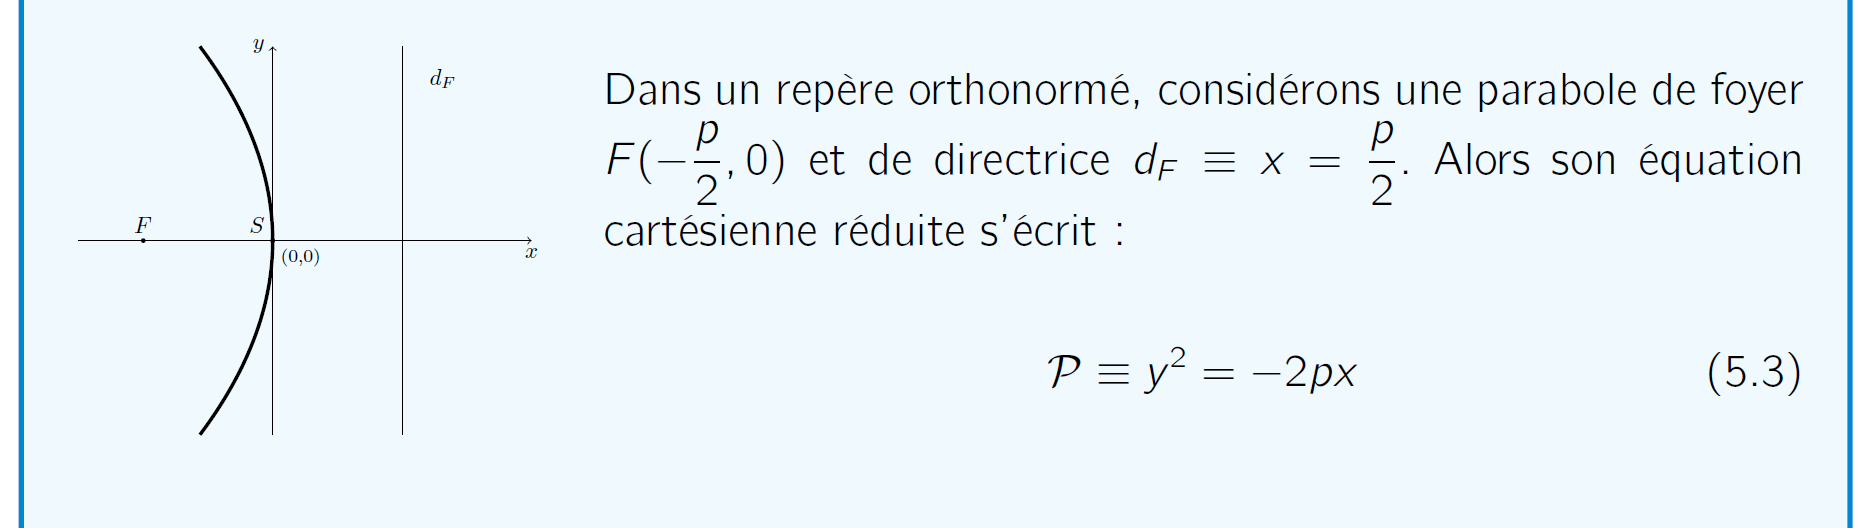 y
d_F
F
S
(0,0)
x
Dans un repère orthonormé, considérons une parabole de foyer
F(−p/2, 0) et de directrice d_F ≡ x = p/2. Alors son équation
cartésienne réduite s'écrit :
𝒫 ≡ y² = −2px (5.3)